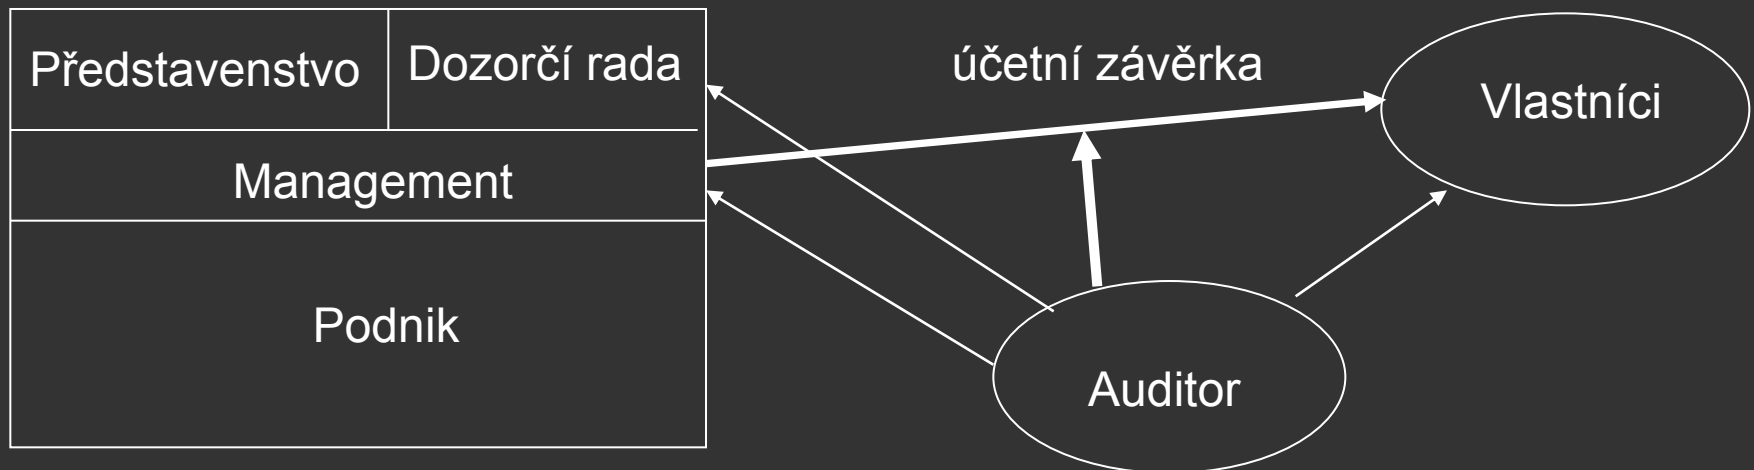 Představenstvo
Dozorčí rada
účetní závěrka
Vlastníci
Management
Podnik
Auditor